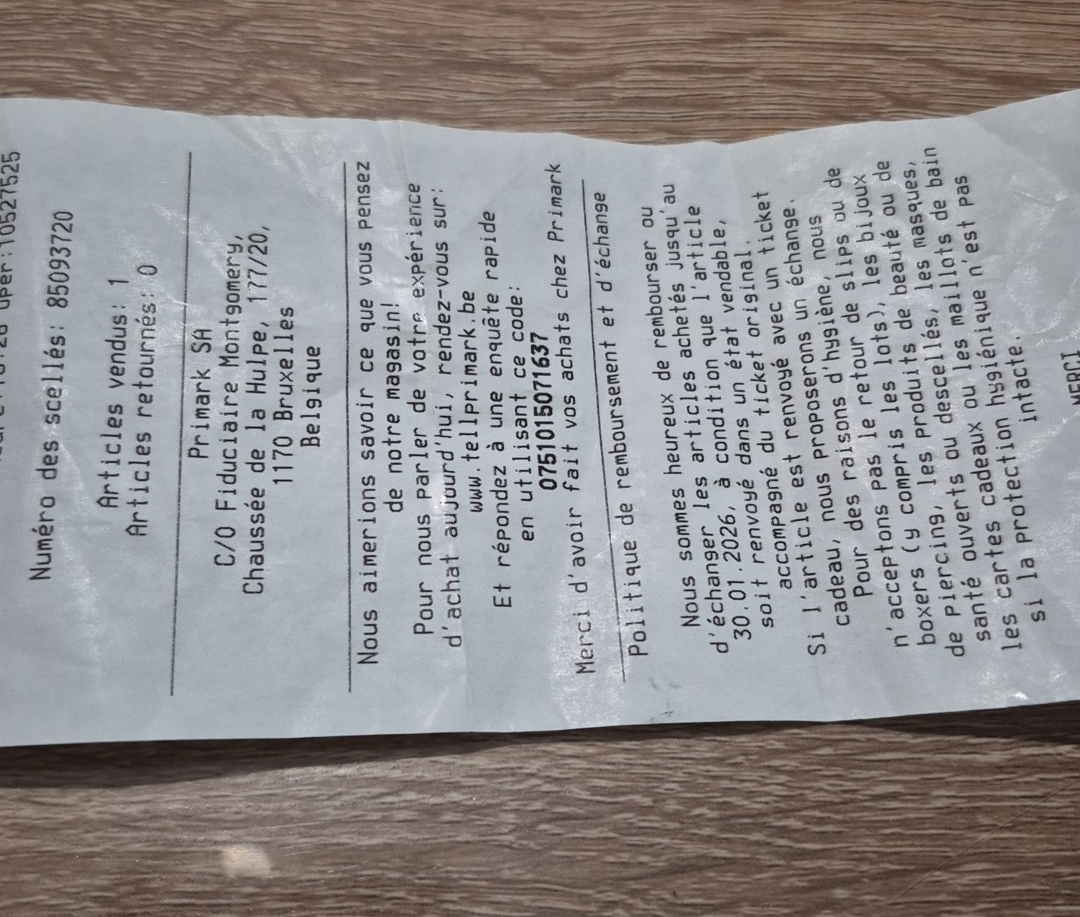 Oper:10527525
Numéro des scellés: 850937​20
Articles vendus: 1
Articles retournés: 0
Primark SA
C/O Fiduciaire Montgomery,
Chaussée de la Hulpe, 177/20,
1170 Bruxelles
Belgique
Nous aimerions savoir ce que vous pensez
de notre magasin!
Pour nous parler de votre expérience
d'achat aujourd'hui, rendez-vous sur:
www.tellprimark.be
Et répondez à une enquête rapide
en utilisant ce code:
075101507​1637
Merci d'avoir fait vos achats chez Primark
Politique de remboursement et d'échange
Nous sommes heureux de rembourser ou
d'échanger les articles achetés jusqu'au
30.01.2026, à condition que l'article
soit renvoyé dans un état vendable,
accompagné du ticket original.
Si l'article est renvoyé avec un ticket
cadeau, nous proposerons un échange.
Pour des raisons d'hygiéne, nous
n'acceptons pas le retour de slips ou de
boxers (y compris les lots), les bijoux
de piercing, les produits de beauté ou de
santé ouverts ou descellés, les masques,
les cartes cadeaux ou les maillots de bain
si la protection hygiénique n'est pas
intacte.
MERCI